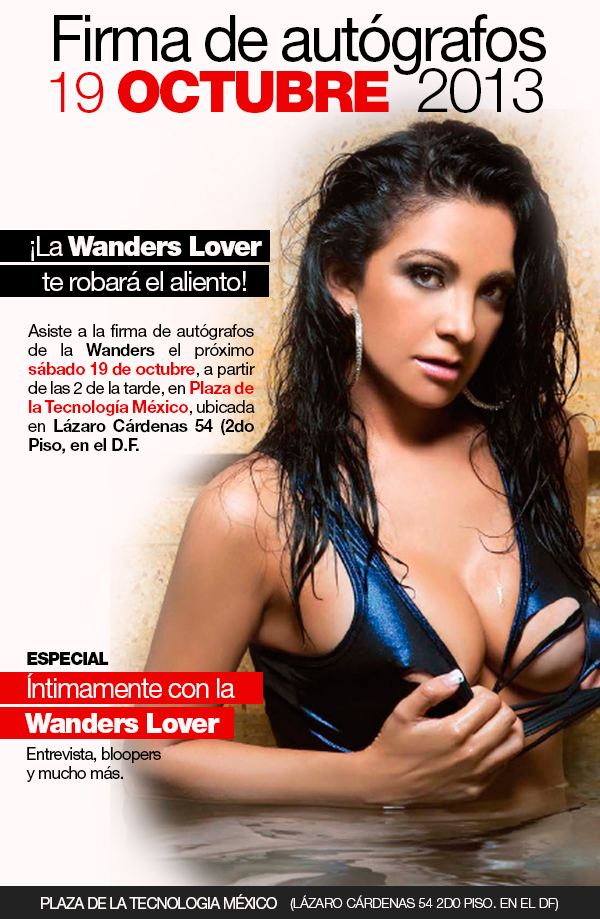 Firma de autógrafos
19 OCTUBRE 2013
¡La Wanders Lover
te robará el aliento!
Asiste a la firma de autógrafos
de la Wanders el próximo
sábado 19 de octubre, a partir
de las 2 de la tarde, en Plaza de
la Tecnología México, ubicada
en Lázaro Cárdenas 54 (2do
Piso, en el D.F.
ESPECIAL
Íntimamente con la
Wanders Lover
Entrevista, bloopers
y mucho más.
PLAZA DE LA TECNOLOGIA MÉXICO (LÁZARO CÁRDENAS 54 2D0 PISO. EN EL DF)